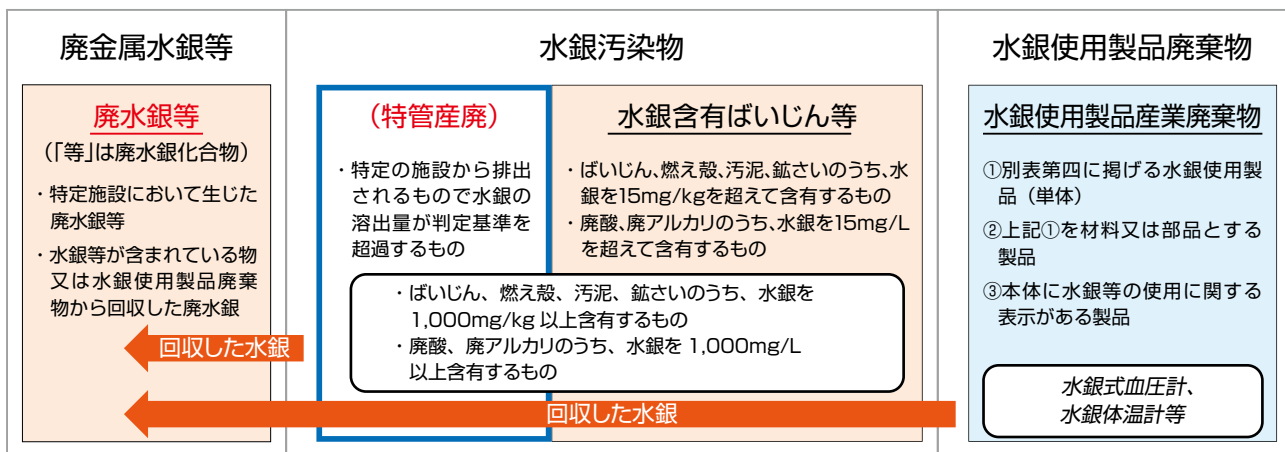 廃金属水銀等
廃水銀等
(「等」は廃水銀化合物)
・特定施設において生じた
廃水銀等
・水銀等が含まれている物
又は水銀使用製品廃棄
物から回収した廃水銀
水銀汚染物
(特管産廃)
・特定の施設から排出
されるもので水銀の
溶出量が判定基準を
超過するもの
水銀含有ばいじん等
・ばいじん、燃え殻、汚泥、鉱さいのうち、水
銀を15mg/kgを超えて含有するもの
・廃酸、廃アルカリのうち、水銀を15mg/L
を超えて含有するもの
・ばいじん、燃え殻、汚泥、鉱さいのうち、水銀を
1,000mg/kg 以上含有するもの
・廃酸、廃アルカリのうち、水銀を 1,000mg/L
以上含有するもの
回収した水銀
回収した水銀
水銀使用製品廃棄物
水銀使用製品産業廃棄物
①別表第四に掲げる水銀使用製
品（単体）
②上記①を材料又は部品とする
製品
③本体に水銀等の使用に関する
表示がある製品
水銀式血圧計、
水銀体温計等